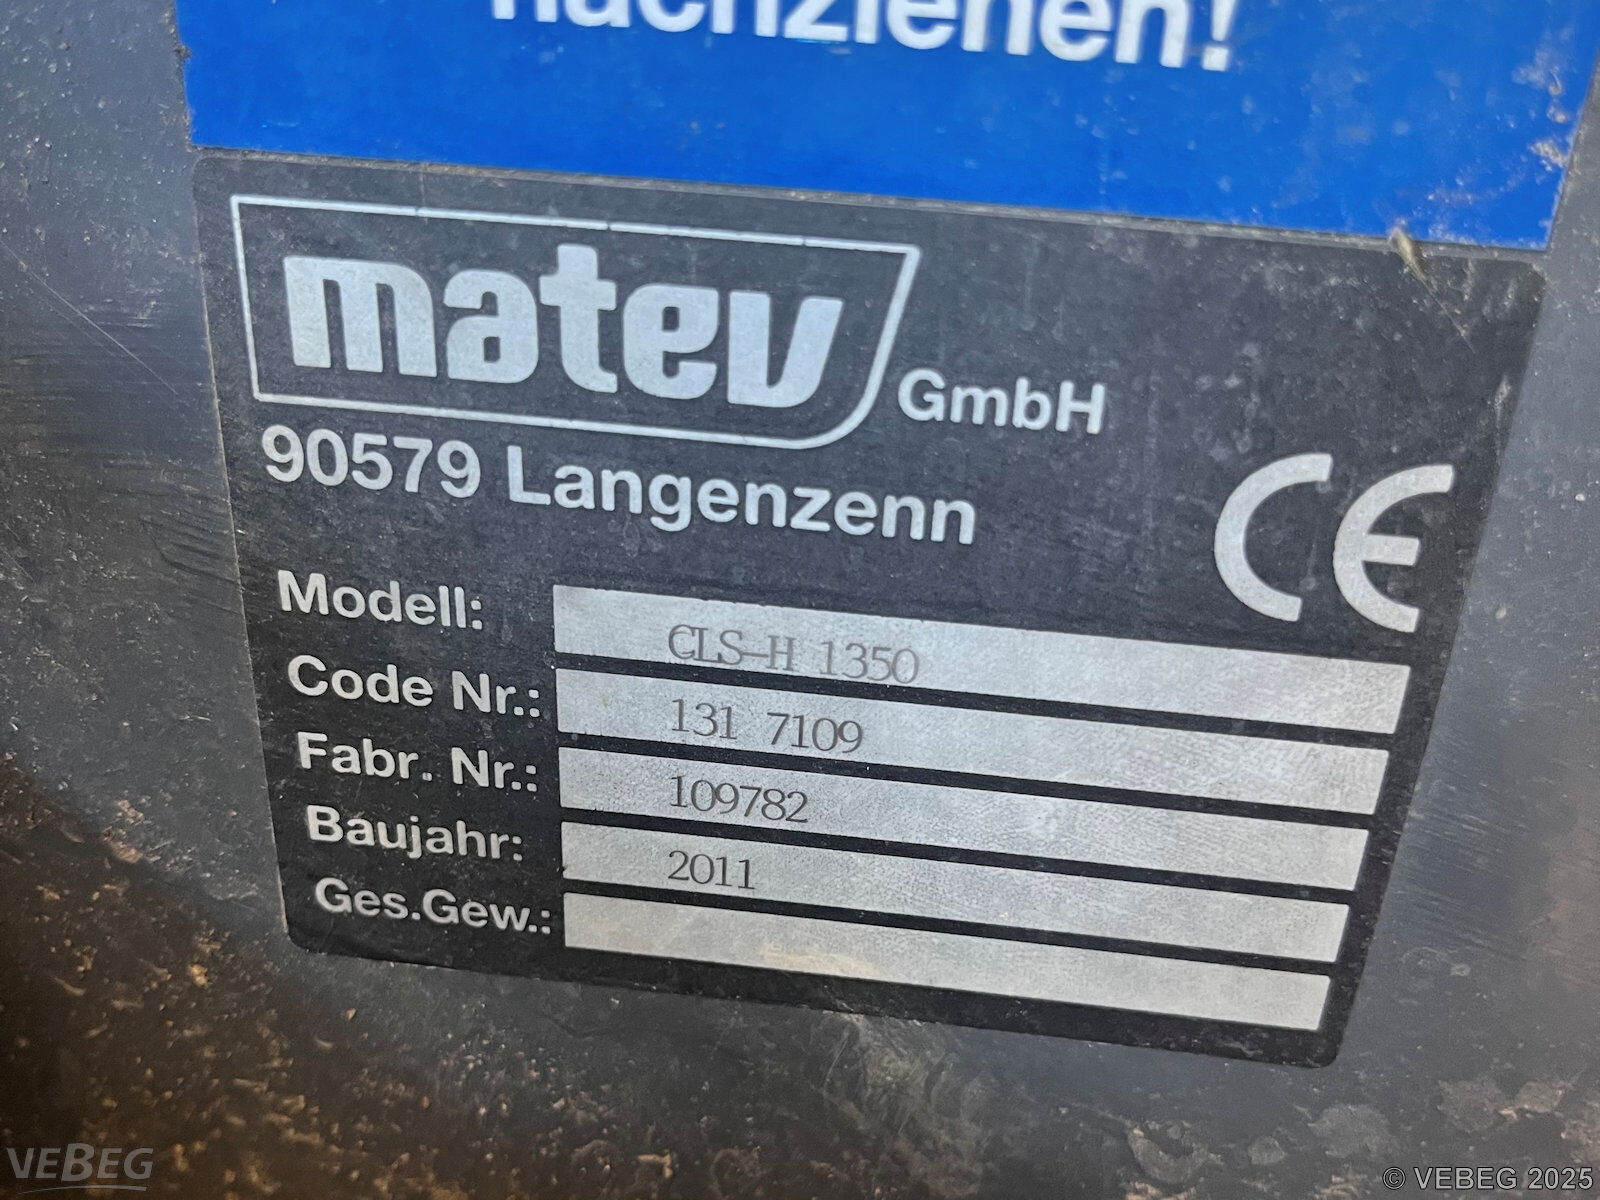 nachziehen!
matev GmbH
90579 Langenzenn
CE
Modell: CLS-H 1350
Code Nr.: 131 7109
Fabr. Nr.: 109782
Baujahr: 2011
Ges.Gew.:
VEBEG
© VEBEG 2025